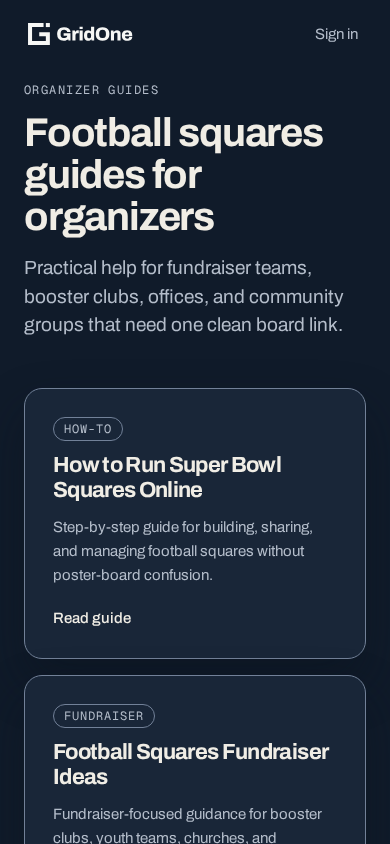 GridOne
Sign in
ORGANIZER GUIDES
Football squares
guides for
organizers
Practical help for fundraiser teams,
booster clubs, offices, and community
groups that need one clean board link.
HOW-TO
How to Run Super Bowl
Squares Online
Step-by-step guide for building, sharing,
and managing football squares without
poster-board confusion.
Read guide
FUNDRAISER
Football Squares Fundraiser
Ideas
Fundraiser-focused guidance for booster
clubs, youth teams, churches, and